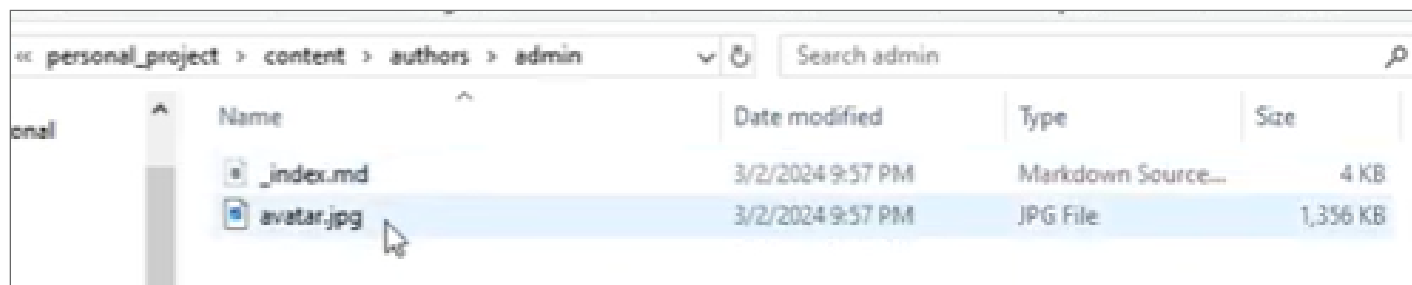 « personal_project > content > authors > admin Search admin
onal
Name Date modified Type Size
_index.md 3/2/2024 9:57 PM Markdown Source... 4 KB
avatar.jpg 3/2/2024 9:57 PM JPG File 1,356 KB